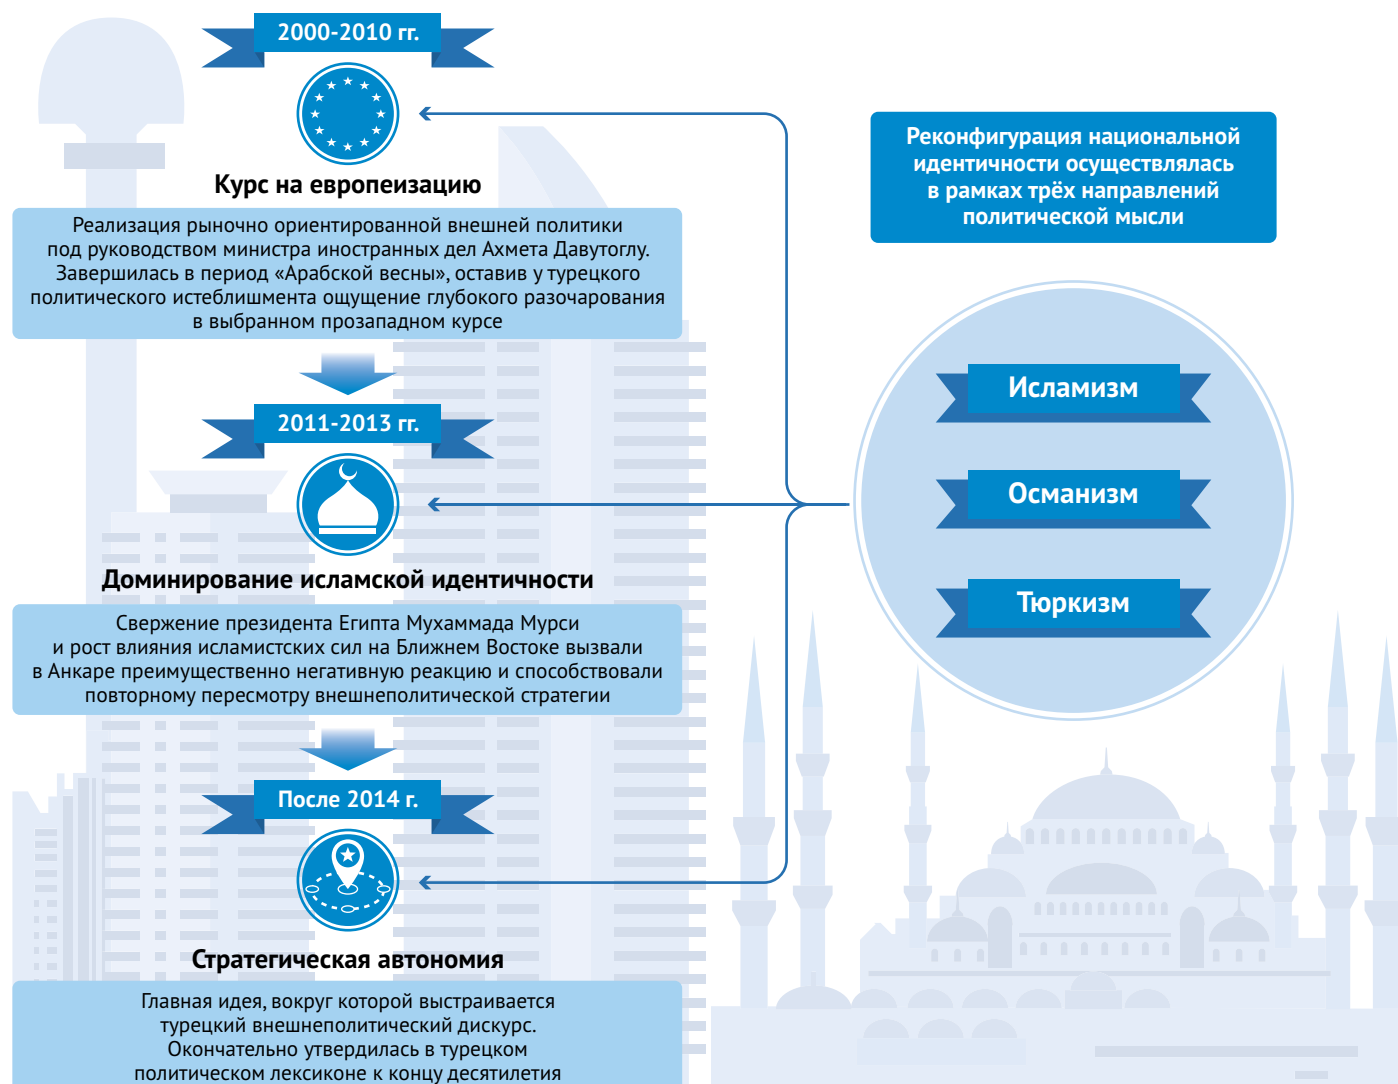 2000-2010 гг.
Курс на европеизацию
Реализация рыночно ориентированной внешней политики
под руководством министра иностранных дел Ахмета Давутоглу.
Завершилась в период «Арабской весны», оставив у турецкого
политического истеблишмента ощущение глубокого разочарования
в выбранном прозападном курсе
2011-2013 гг.
Доминирование исламской идентичности
Свержение президента Египта Мухаммада Мурси
и рост влияния исламистских сил на Ближнем Востоке вызвали
в Анкаре преимущественно негативную реакцию и способствовали
повторному пересмотру внешнеполитической стратегии
После 2014 г.
Стратегическая автономия
Главная идея, вокруг которой выстраивается
турецкий внешнеполитический дискурс.
Окончательно утвердилась в турецком
политическом лексиконе к концу десятилетия
Реконфигурация национальной
идентичности осуществлялась
в рамках трёх направлений
политической мысли
Исламизм
Османизм
Тюркизм